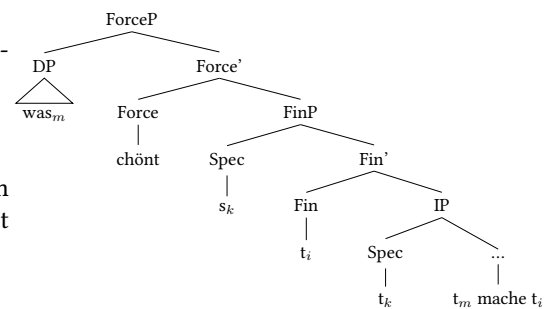 ForceP
-
DP Force’
was_m Force FinP
chönt Spec Fin’
n
s_k Fin IP
t
t_i Spec ...
t_k t_m mache t_i